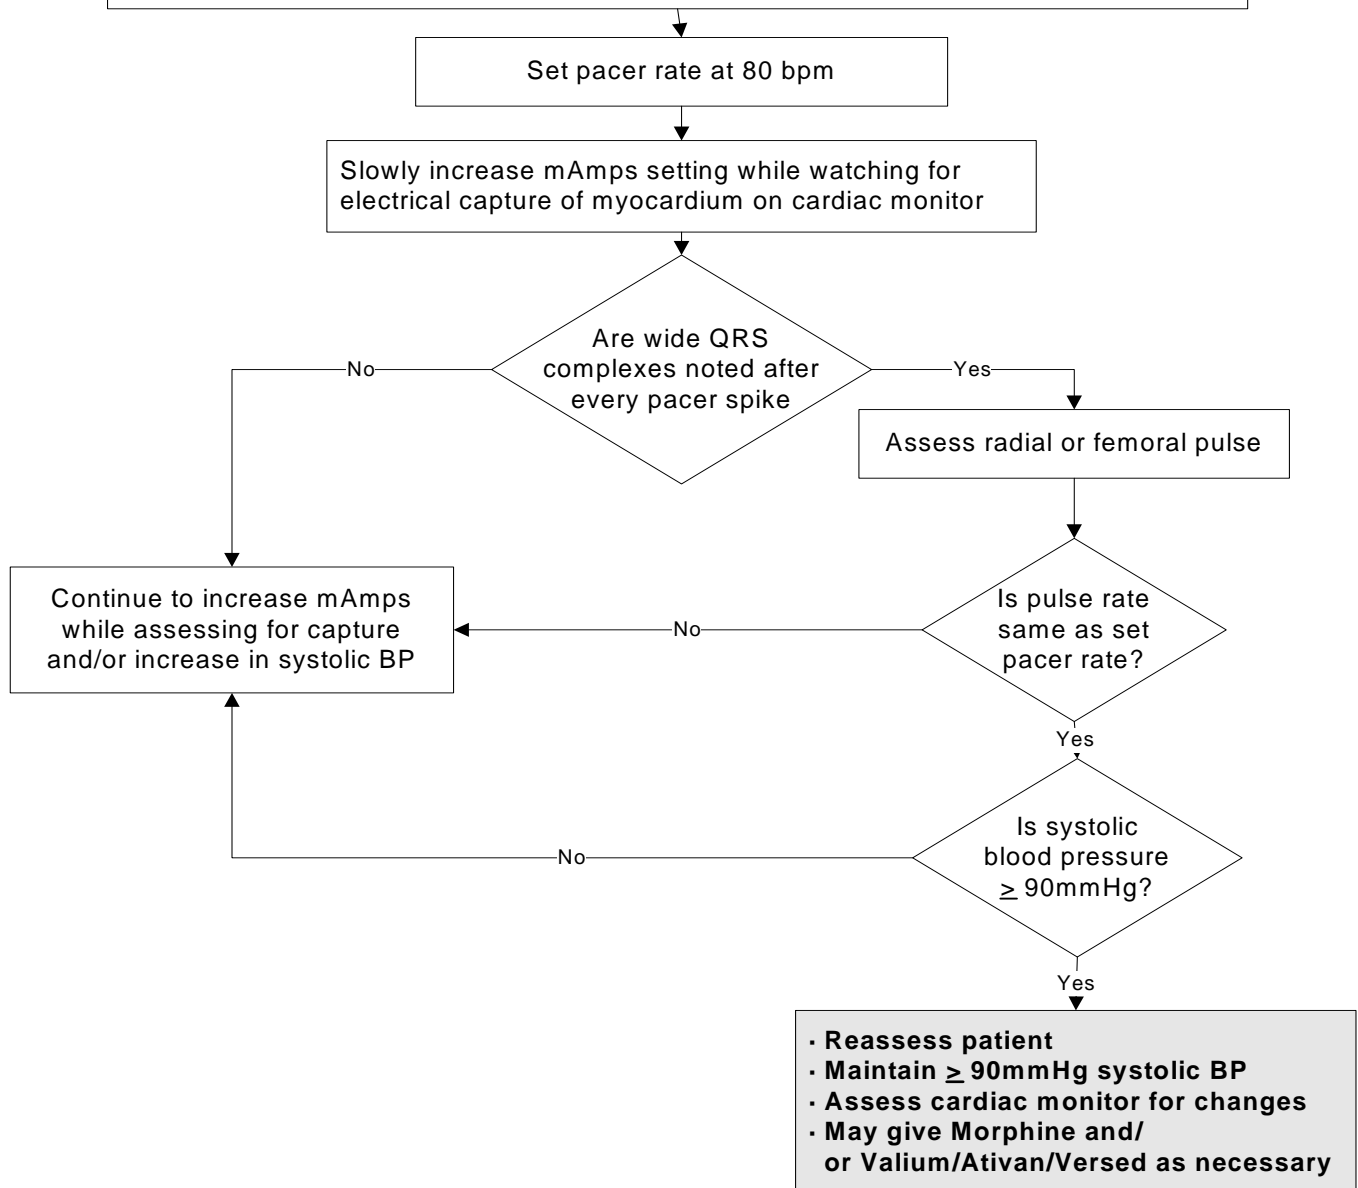 Set pacer rate at 80 bpm
Slowly increase mAmps setting while watching for
electrical capture of myocardium on cardiac monitor
Are wide QRS
complexes noted after
every pacer spike
No
Yes
Assess radial or femoral pulse
Continue to increase mAmps
while assessing for capture
and/or increase in systolic BP
No
Is pulse rate
same as set
pacer rate?
Yes
Is systolic
blood pressure
≥ 90mmHg?
No
Yes
· Reassess patient
· Maintain ≥ 90mmHg systolic BP
· Assess cardiac monitor for changes
· May give Morphine and/
or Valium/Ativan/Versed as necessary